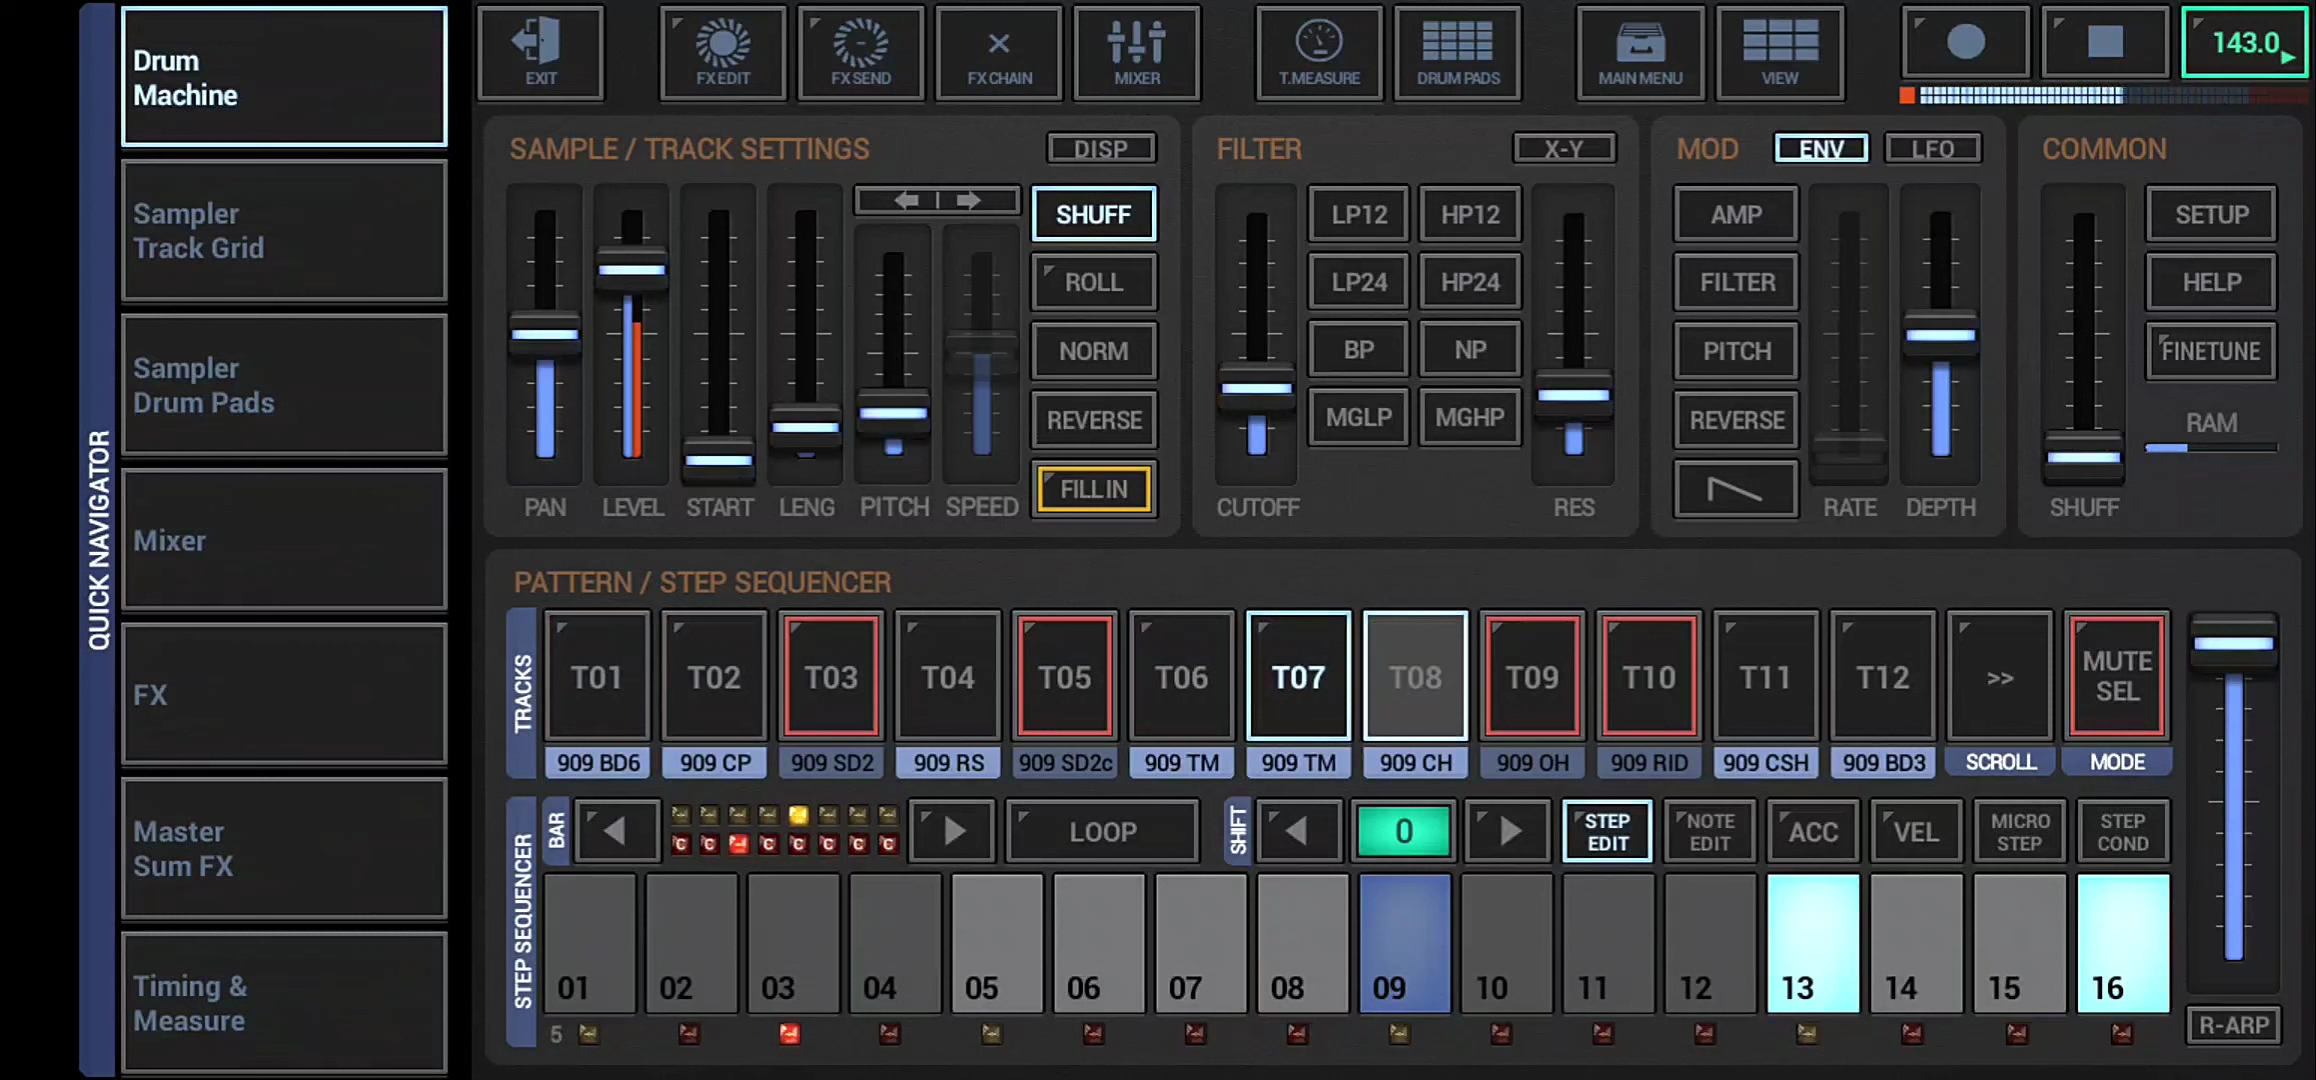 QUICK NAVIGATOR
Drum
Machine
Sampler
Track Grid
Sampler
Drum Pads
Mixer
FX
Master
Sum FX
Timing &
Measure
EXIT
FX EDIT
FX SEND
FX CHAIN
MIXER
T.MEASURE
DRUM PADS
MAIN MENU
VIEW
143.0
SAMPLE / TRACK SETTINGS
DISP
SHUFF
ROLL
NORM
REVERSE
FILL IN
PAN
LEVEL
START
LENG
PITCH
SPEED
FILTER
X-Y
LP12
HP12
LP24
HP24
BP
NP
MGLP
MGHP
CUTOFF
RES
MOD
ENV
LFO
AMP
FILTER
PITCH
REVERSE
RATE
DEPTH
COMMON
SETUP
HELP
FINETUNE
RAM
SHUFF
PATTERN / STEP SEQUENCER
TRACKS
T01
T02
T03
T04
T05
T06
T07
T08
T09
T10
T11
T12
>>
MUTE
SEL
909 BD6
909 CP
909 SD2
909 RS
909 SD2c
909 TM
909 TM
909 CH
909 OH
909 RID
909 CSH
909 BD3
SCROLL
MODE
STEP SEQUENCER
BAR
C C C C C C C
LOOP
SHIFT
0
STEP
EDIT
NOTE
EDIT
ACC
VEL
MICRO
STEP
STEP
COND
01
02
03
04
05
06
07
08
09
10
11
12
13
14
15
16
5
R-ARP